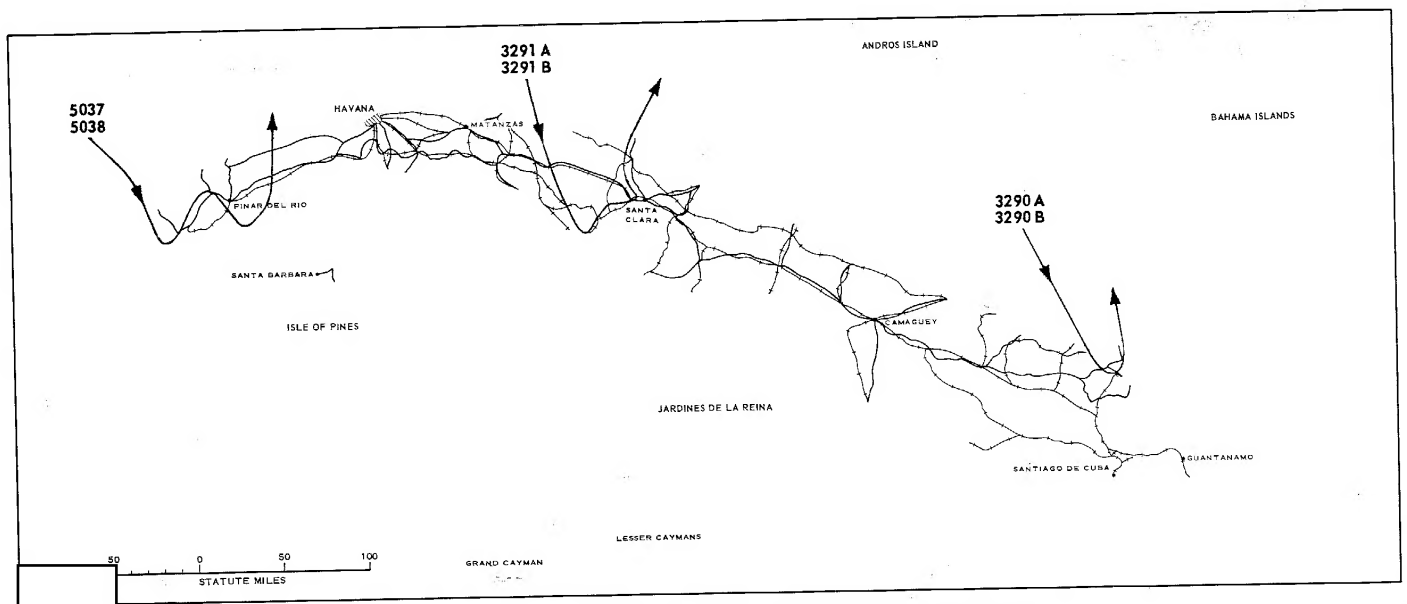 ANDROS ISLAND
3291 A
3291 B
5037
5038
HAVANA
MATANZAS
BAHAMA ISLANDS
PINAR DEL RIO
SANTA
CLARA
3290 A
3290 B
SANTA BARBARA
ISLE OF PINES
CAMAGUEY
JARDINES DE LA REINA
SANTIAGO DE CUBA
GUANTANAMO
LESSER CAYMANS
GRAND CAYMAN
50 0 50 100
STATUTE MILES